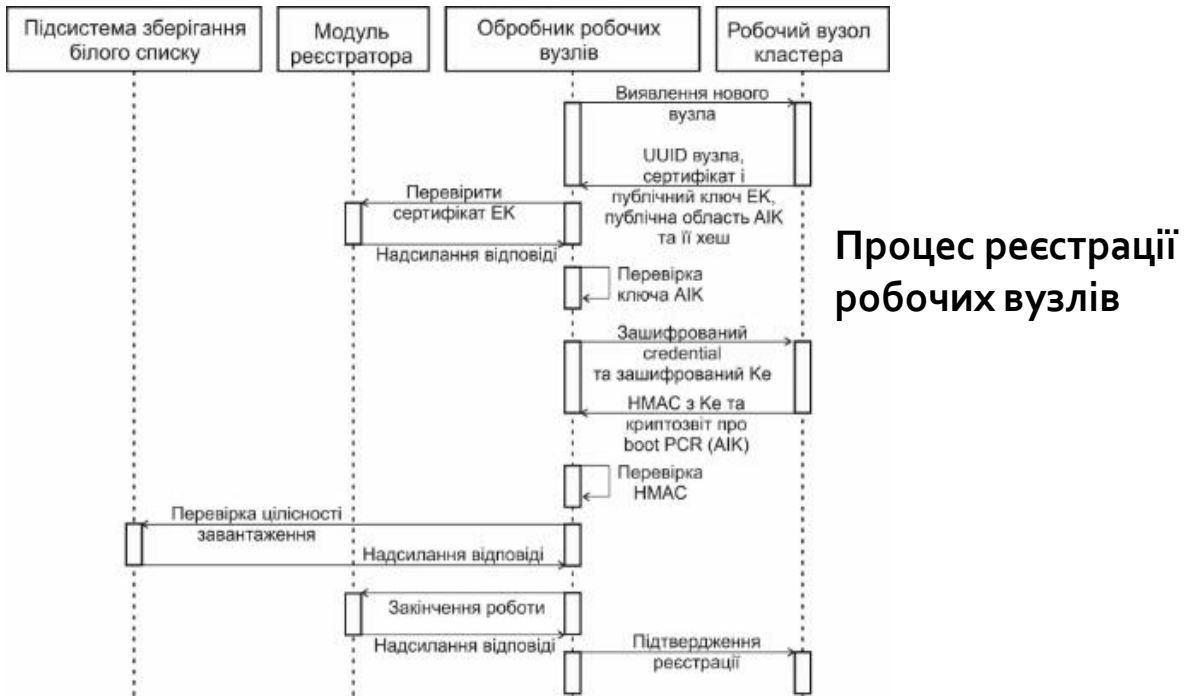 Підсистема зберігання
білого списку
Модуль
реєстратора
Обробник робочих
вузлів
Робочий вузол
кластера
Виявлення нового
вузла
UUID вузла,
сертифікат і
публічний ключ EK,
публічна область AIK
та її хеш
Перевірити
сертифікат EK
Надсилання відповіді
Перевірка
ключа AIK
Процес реєстрації
робочих вузлів
Зашифрований
credential
та зашифрований Ke
HMAC з Ke та
криптозвіт про
boot PCR (AIK)
Перевірка
HMAC
Перевірка цілісності
завантаження
Надсилання відповіді
Закінчення роботи
Надсилання відповіді
Підтвердження
реєстрації